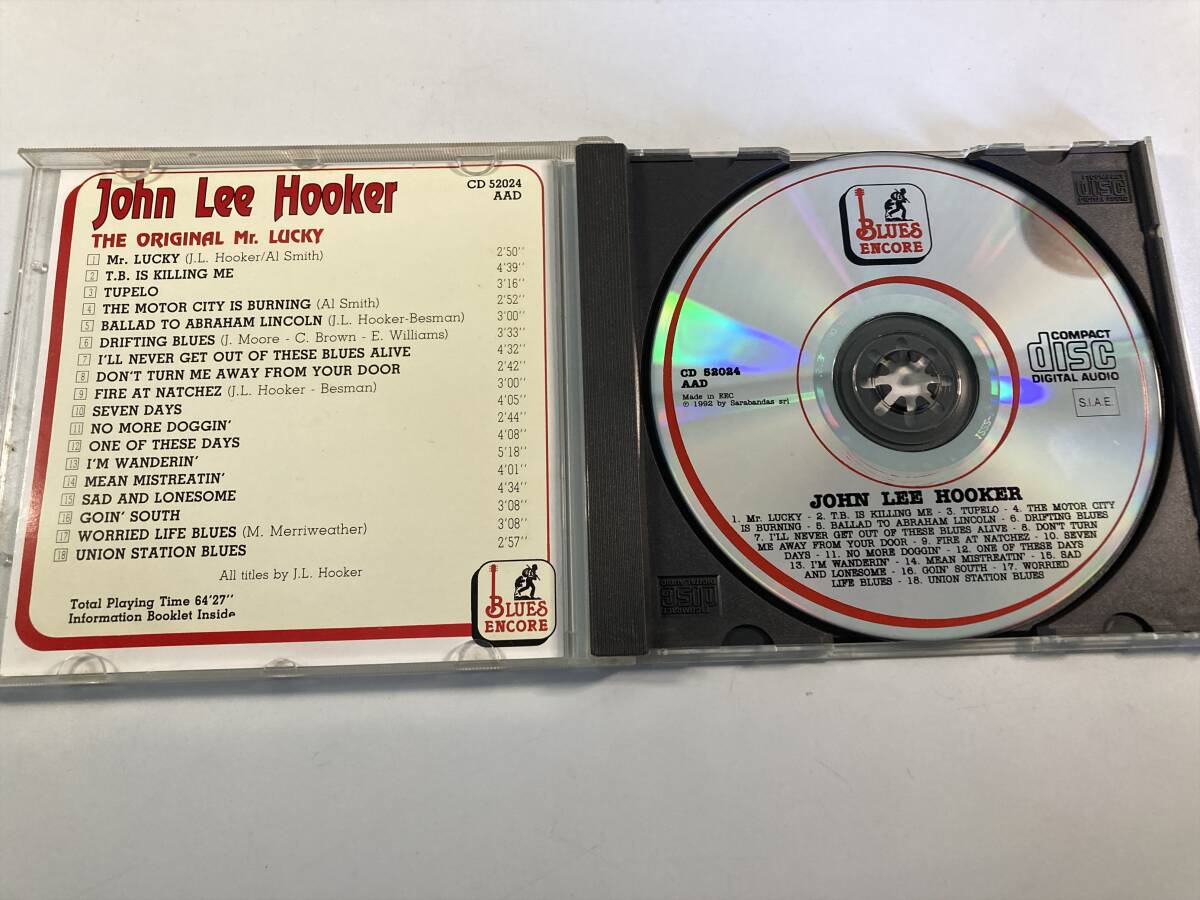 John Lee Hooker
CD 52024
AAD
THE ORIGINAL Mr. LUCKY
1 Mr. LUCKY (J.L. Hooker/Al Smith) 2'50''
2 T.B. IS KILLING ME 4'39''
3 TUPELO 3'16''
4 THE MOTOR CITY IS BURNING (Al Smith) 2'52''
5 BALLAD TO ABRAHAM LINCOLN (J.L. Hooker-Besman) 3'00''
6 DRIFTING BLUES (J. Moore - C. Brown - E. Williams) 3'33''
7 I'LL NEVER GET OUT OF THESE BLUES ALIVE 4'32''
8 DON'T TURN ME AWAY FROM YOUR DOOR 2'42''
9 FIRE AT NATCHEZ (J.L. Hooker - Besman) 3'00''
10 SEVEN DAYS 4'05''
11 NO MORE DOGGIN' 2'44''
12 ONE OF THESE DAYS 4'08''
13 I'M WANDERIN' 5'18''
14 MEAN MISTREATIN' 4'01''
15 SAD AND LONESOME 4'34''
16 GOIN' SOUTH 3'08''
17 WORRIED LIFE BLUES (M. Merriweather) 3'08''
18 UNION STATION BLUES 2'57''
All titles by J.L. Hooker
Total Playing Time 64'27''
Information Booklet Inside
BLUES
ENCORE
BLUES
ENCORE
CD 52024
AAD
Made in EEC
℗ 1992 by Sarabandas srl
COMPACT
disc
DIGITAL AUDIO
S.I.A.E.
JOHN LEE HOOKER
1. Mr. LUCKY - 2. T.B. IS KILLING ME - 3. TUPELO - 4. THE MOTOR CITY
IS BURNING - 5. BALLAD TO ABRAHAM LINCOLN - 6. DRIFTING BLUES
7. I'LL NEVER GET OUT OF THESE BLUES ALIVE - 8. DON'T TURN
ME AWAY FROM YOUR DOOR - 9. FIRE AT NATCHEZ - 10. SEVEN
DAYS - 11. NO MORE DOGGIN' - 12. ONE OF THESE DAYS
13. I'M WANDERIN' - 14. MEAN MISTREATIN' - 15. SAD
AND LONESOME - 16. GOIN' SOUTH - 17. WORRIED
LIFE BLUES - 18. UNION STATION BLUES
COMPACT
disc
DIGITAL AUDIO
COMPACT
disc
DIGITAL AUDIO